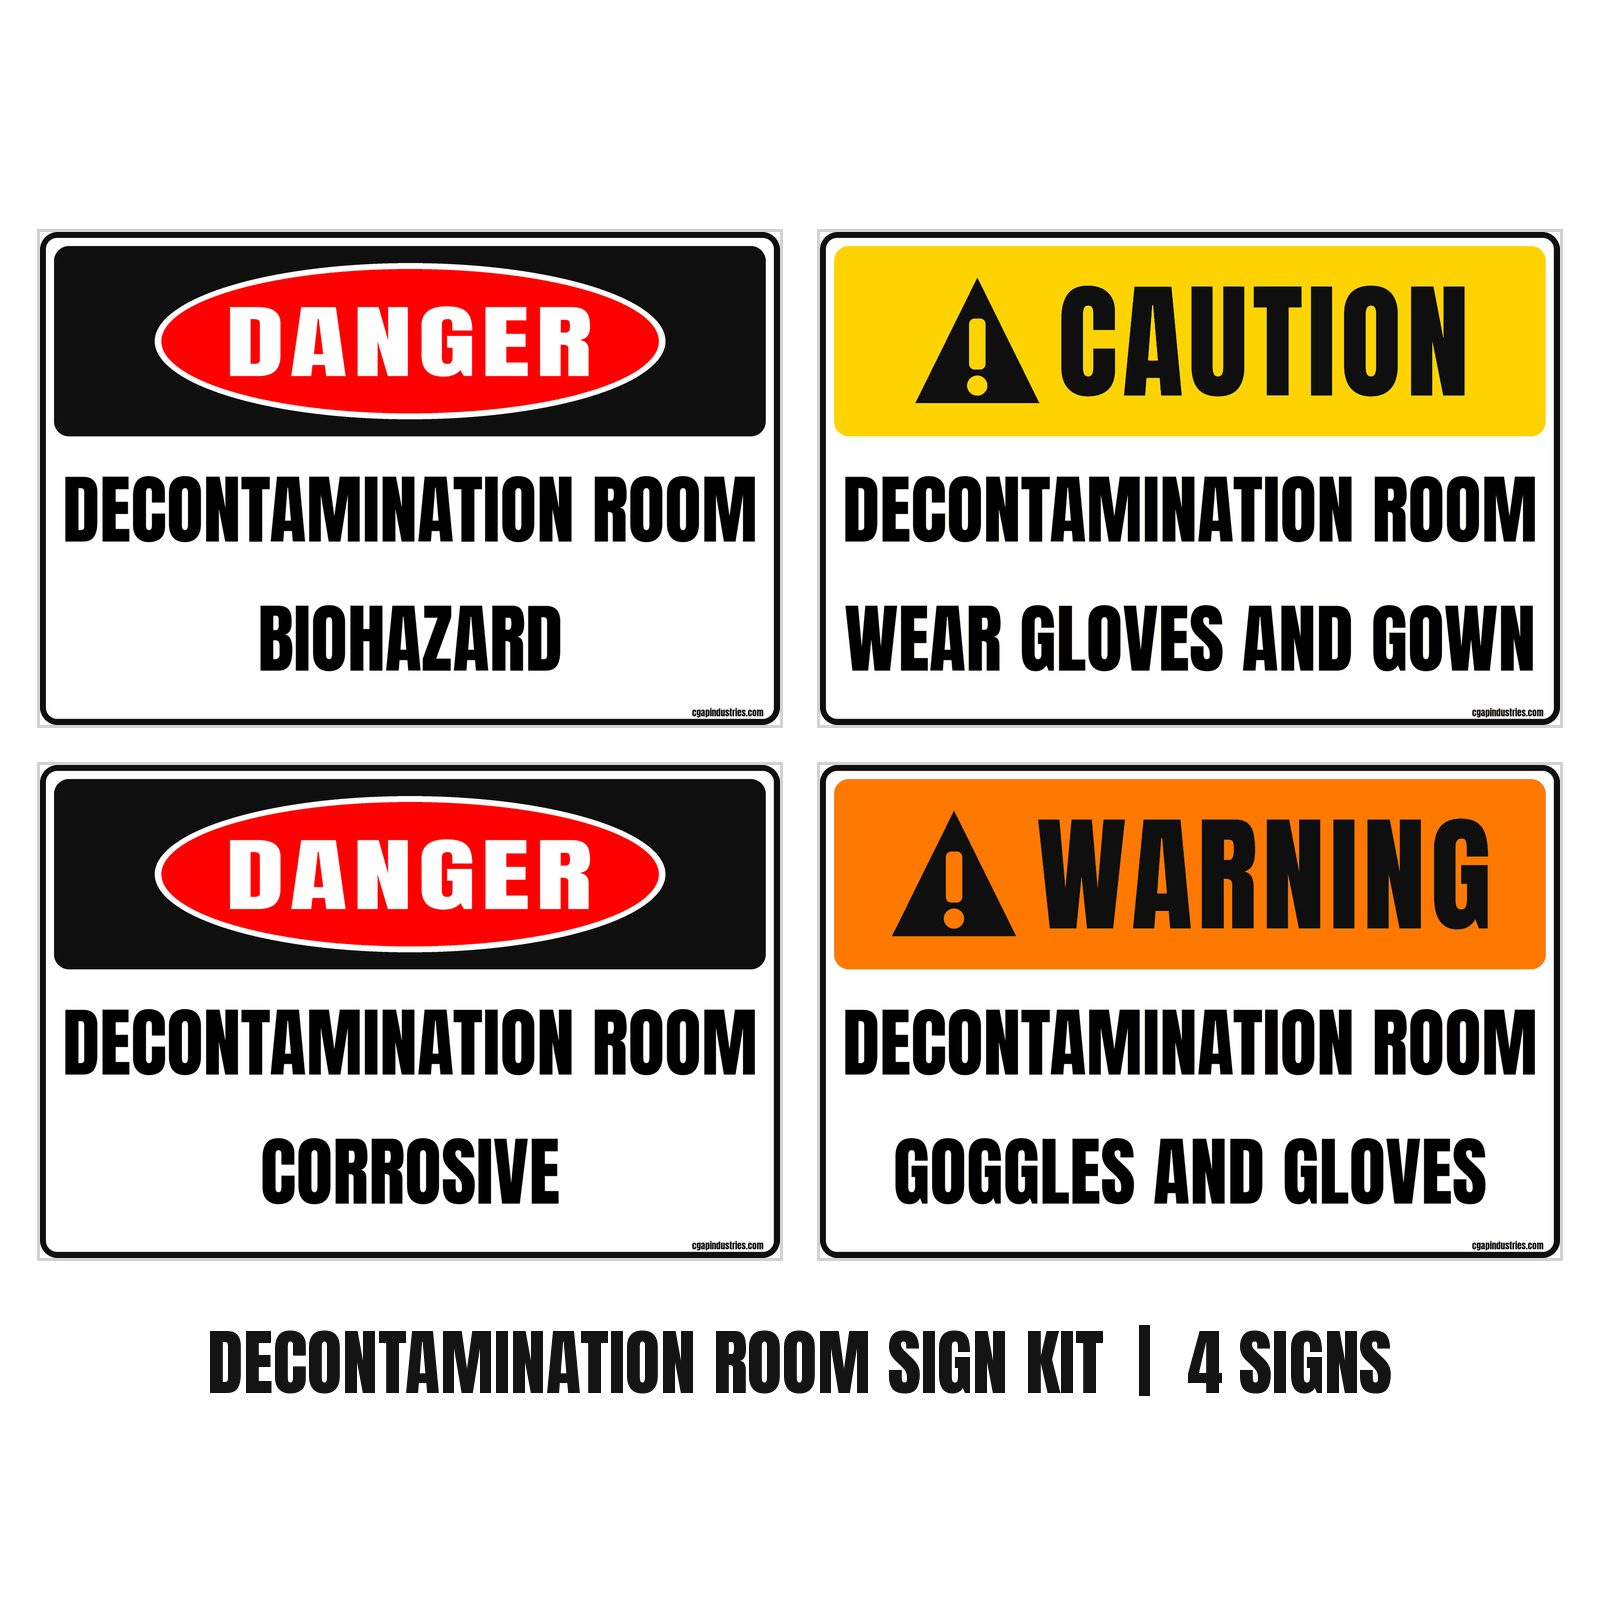 DANGER
DECONTAMINATION ROOM
BIOHAZARD
cgapindustries.com
CAUTION
DECONTAMINATION ROOM
WEAR GLOVES AND GOWN
cgapindustries.com
DANGER
DECONTAMINATION ROOM
CORROSIVE
cgapindustries.com
WARNING
DECONTAMINATION ROOM
GOGGLES AND GLOVES
cgapindustries.com
DECONTAMINATION ROOM SIGN KIT | 4 SIGNS